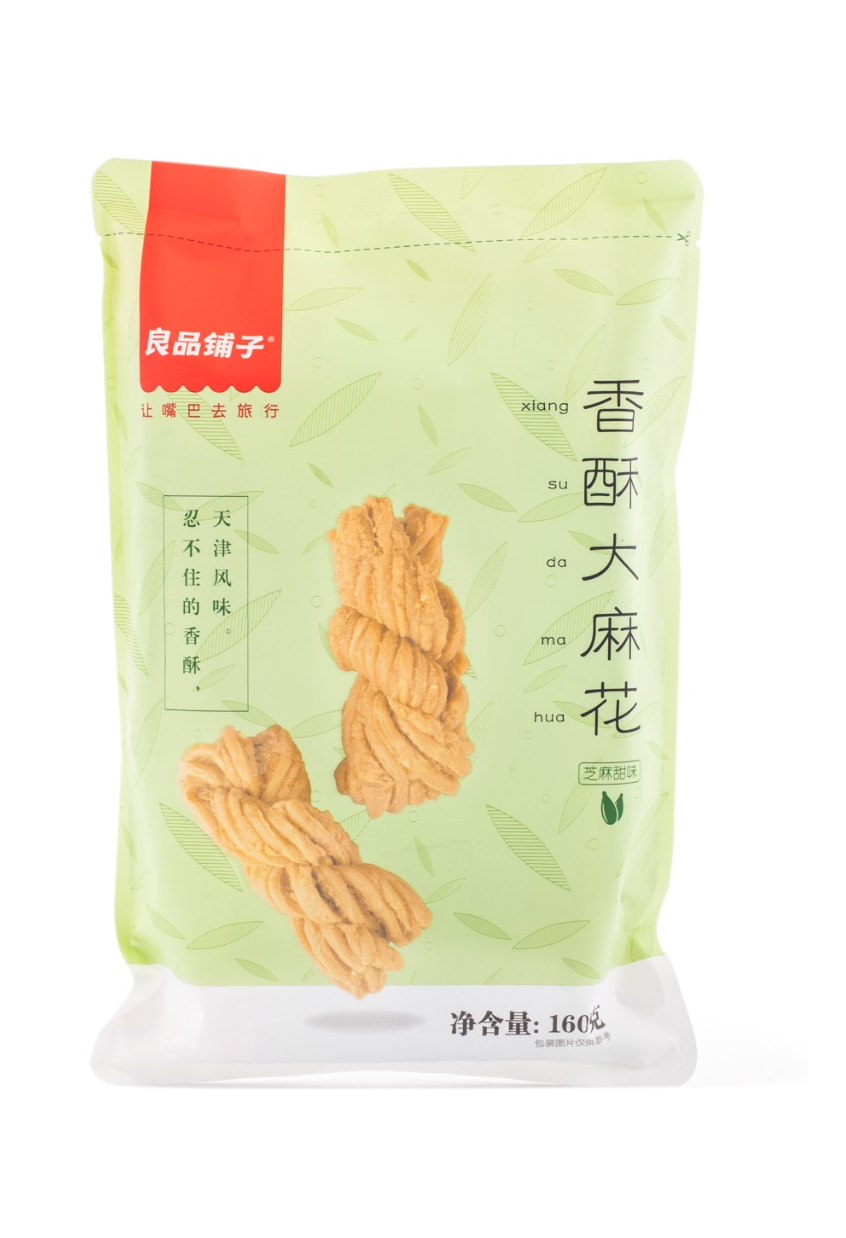 良品铺子®
让嘴巴去旅行
香酥大麻花
xiang
su
da
ma
hua
芝麻甜味
天津风味。
忍不住的香酥，
净含量: 160克
包装图片仅供参考